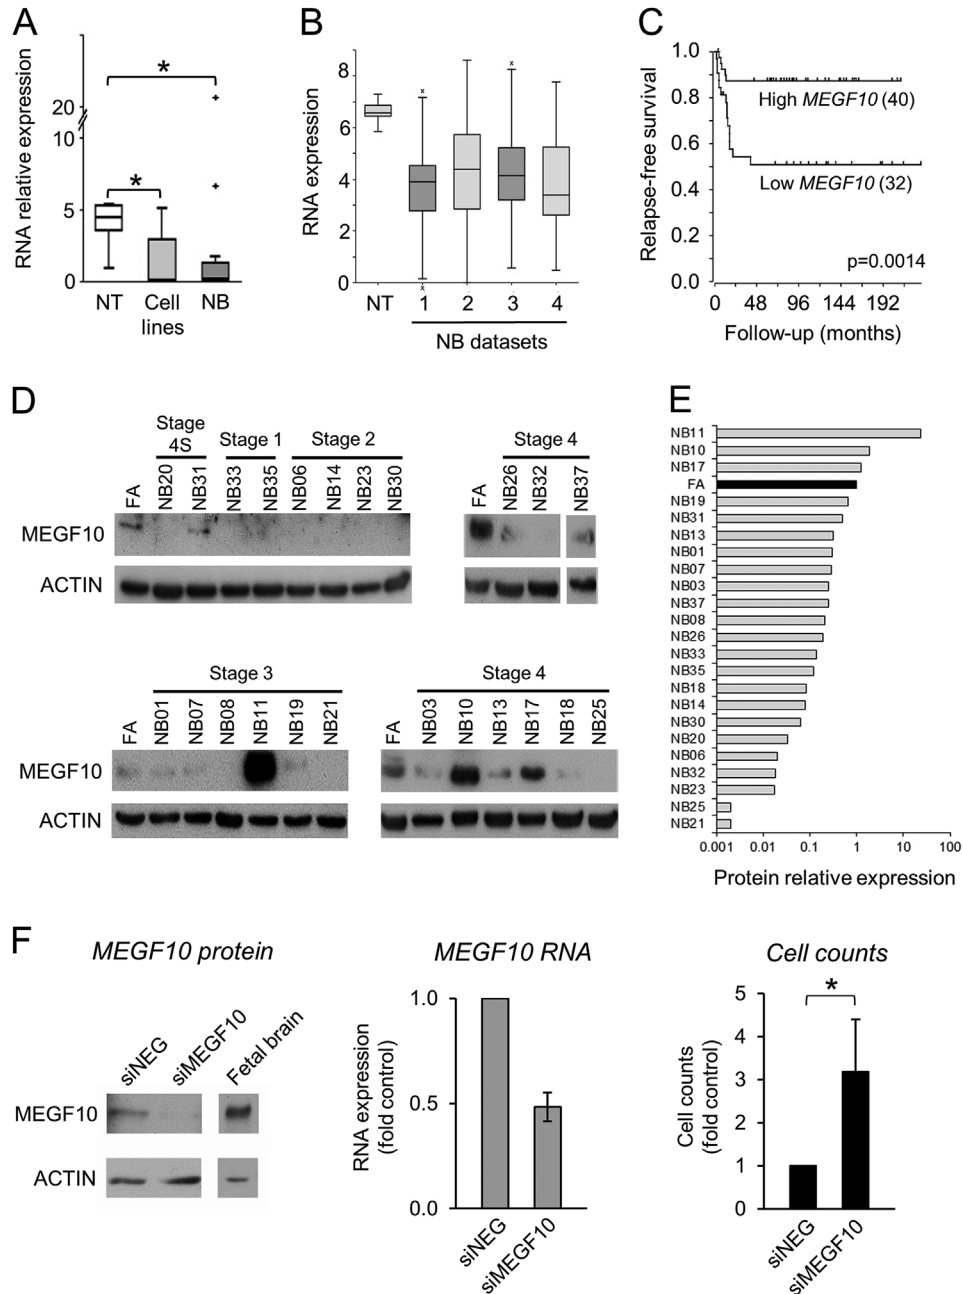 A
RNA relative expression
20
10
5
0
*
*
NT
Cell lines
NB
B
RNA expression
8
6
4
2
0
x
x
x
NT
1
2
3
4
NB datasets
C
Relapse-free survival
1.0
0.8
0.6
0.4
0.2
0.0
High MEGF10 (40)
Low MEGF10 (32)
p=0.0014
0 48 96 144 192
Follow-up (months)
D
Stage 4S
Stage 1
Stage 2
FA NB20 NB31 NB33 NB35 NB06 NB14 NB23 NB30
MEGF10
ACTIN
Stage 4
FA NB26 NB32 NB37
Stage 3
FA NB01 NB07 NB08 NB11 NB19 NB21
MEGF10
ACTIN
Stage 4
FA NB03 NB10 NB13 NB17 NB18 NB25
E
NB11
NB10
NB17
FA
NB19
NB31
NB13
NB01
NB07
NB03
NB37
NB08
NB26
NB33
NB35
NB18
NB14
NB30
NB20
NB06
NB32
NB23
NB25
NB21
0.001 0.01 0.1 1 10 100
Protein relative expression
F
MEGF10 protein
siNEG siMEGF10 Fetal brain
MEGF10
ACTIN
MEGF10 RNA
RNA expression
(fold control)
1.0
0.5
0.0
siNEG
siMEGF10
Cell counts
Cell counts
(fold control)
5
4
3
2
1
0
*
siNEG
siMEGF10